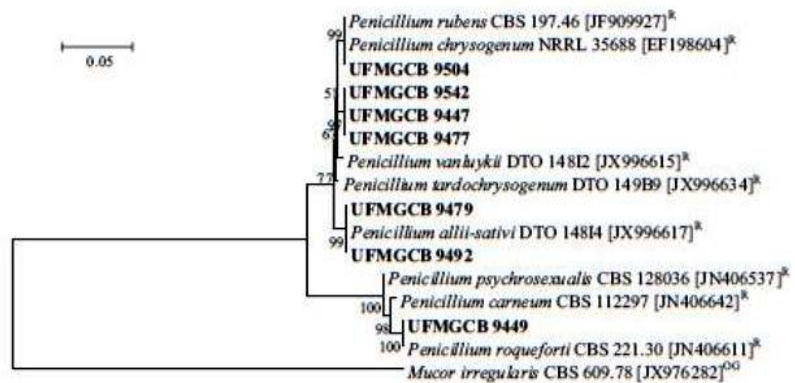 Penicillium rubens CBS 197.46 [JF909927]R
99
Penicillium chrysogenum NRRL 35688 [EF198604]R
0.05
UFMGCB 9504
UFMGCB 9542
UFMGCB 9447
UFMGCB 9477
Penicillium vanluykii DTO 148I2 [JX996615]R
77
Penicillium tardochrysogenum DTO 149B9 [JX996634]R
UFMGCB 9479
Penicillium allii-sativi DTO 148I4 [JX996617]R
99
UFMGCB 9492
Penicillium psychrosexualis CBS 128036 [JN406537]R
100
Penicillium carneum CBS 112297 [JN406642]R
98
UFMGCB 9449
100
Penicillium roqueforti CBS 221.30 [JN406611]R
Mucor irregularis CBS 609.78 [JX976282]OG